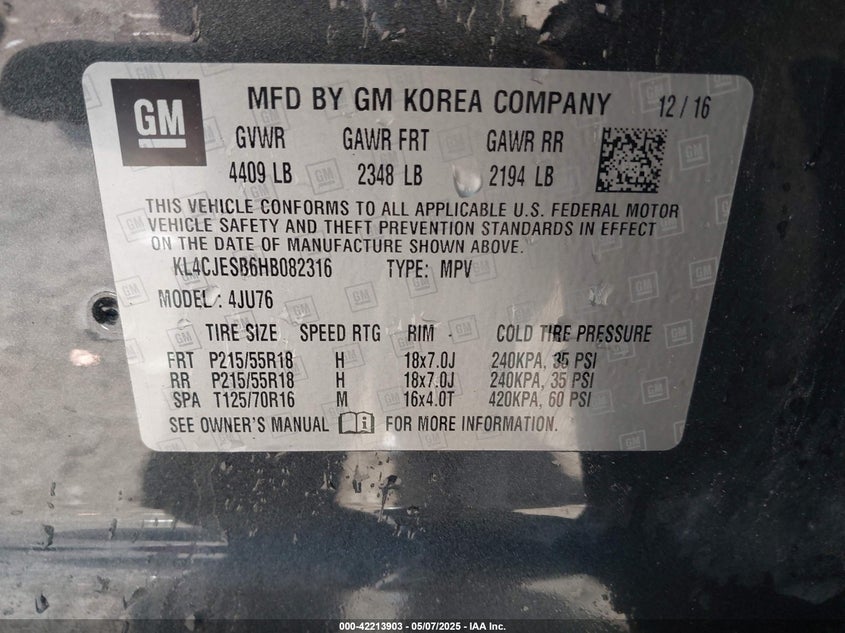 GM MFD BY GM KOREA COMPANY 12/16
GVWR GAWR FRT GAWR RR
4409 LB 2348 LB 2194 LB
THIS VEHICLE CONFORMS TO ALL APPLICABLE U.S. FEDERAL MOTOR
VEHICLE SAFETY AND THEFT PREVENTION STANDARDS IN EFFECT
ON THE DATE OF MANUFACTURE SHOWN ABOVE.
KL4CJESB6HB082316 TYPE: MPV
MODEL: 4JU76
TIRE SIZE SPEED RTG RIM COLD TIRE PRESSURE
FRT P215/55R18 H 18x7.0J 240KPA, 35 PSI
RR P215/55R18 H 18x7.0J 240KPA, 35 PSI
SPA T125/70R16 M 16x4.0T 420KPA, 60 PSI
SEE OWNER'S MANUAL FOR MORE INFORMATION.
000-42213903 — 05/07/2025 — IAA Inc.